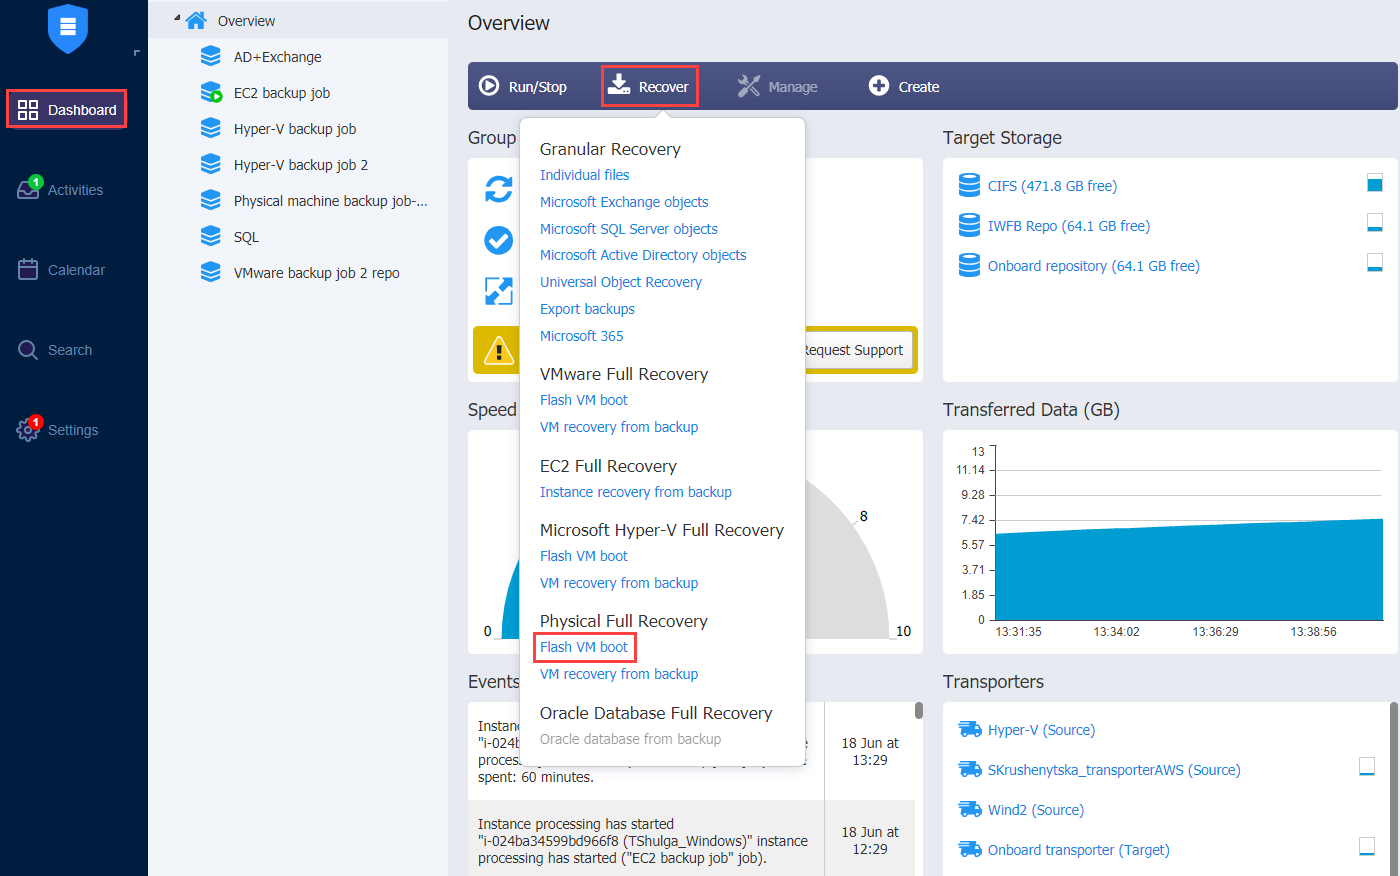 Dashboard
1
Activities
Calendar
Search
1
Settings
Overview
AD+Exchange
EC2 backup job
Hyper-V backup job
Hyper-V backup job 2
Physical machine backup job-...
SQL
VMware backup job 2 repo
Overview
Run/Stop
Recover
Manage
Create
Group
Granular Recovery
Individual files
Microsoft Exchange objects
Microsoft SQL Server objects
Microsoft Active Directory objects
Universal Object Recovery
Export backups
Microsoft 365
VMware Full Recovery
Flash VM boot
VM recovery from backup
EC2 Full Recovery
Instance recovery from backup
Microsoft Hyper-V Full Recovery
Flash VM boot
VM recovery from backup
Physical Full Recovery
Flash VM boot
VM recovery from backup
Oracle Database Full Recovery
Oracle database from backup
Request Support
Speed
0
8
10
Events
spent: 60 minutes.
18 Jun at
13:29
Instance processing has started
"i-024ba34599bd966f8 (TShulga_Windows)" instance
processing has started ("EC2 backup job" job).
18 Jun at
12:29
Target Storage
CIFS (471.8 GB free)
IWFB Repo (64.1 GB free)
Onboard repository (64.1 GB free)
Transferred Data (GB)
13
11.14
9.28
7.42
5.57
3.71
1.85
0
13:31:35
13:34:02
13:36:29
13:38:56
Transporters
Hyper-V (Source)
SKrushenytska_transporterAWS (Source)
Wind2 (Source)
Onboard transporter (Target)